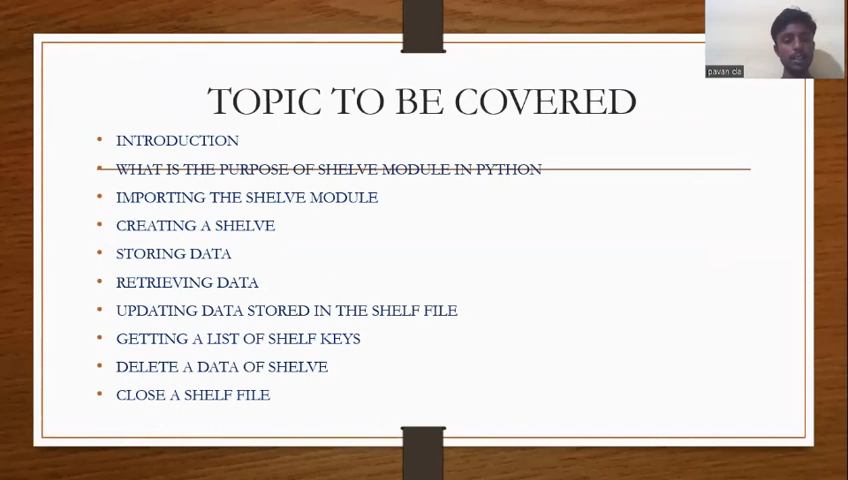 pavan da
TOPIC TO BE COVERED
INTRODUCTION
WHAT IS THE PURPOSE OF SHELVE MODULE IN PYTHON
IMPORTING THE SHELVE MODULE
CREATING A SHELVE
STORING DATA
RETRIEVING DATA
UPDATING DATA STORED IN THE SHELF FILE
GETTING A LIST OF SHELF KEYS
DELETE A DATA OF SHELVE
CLOSE A SHELF FILE